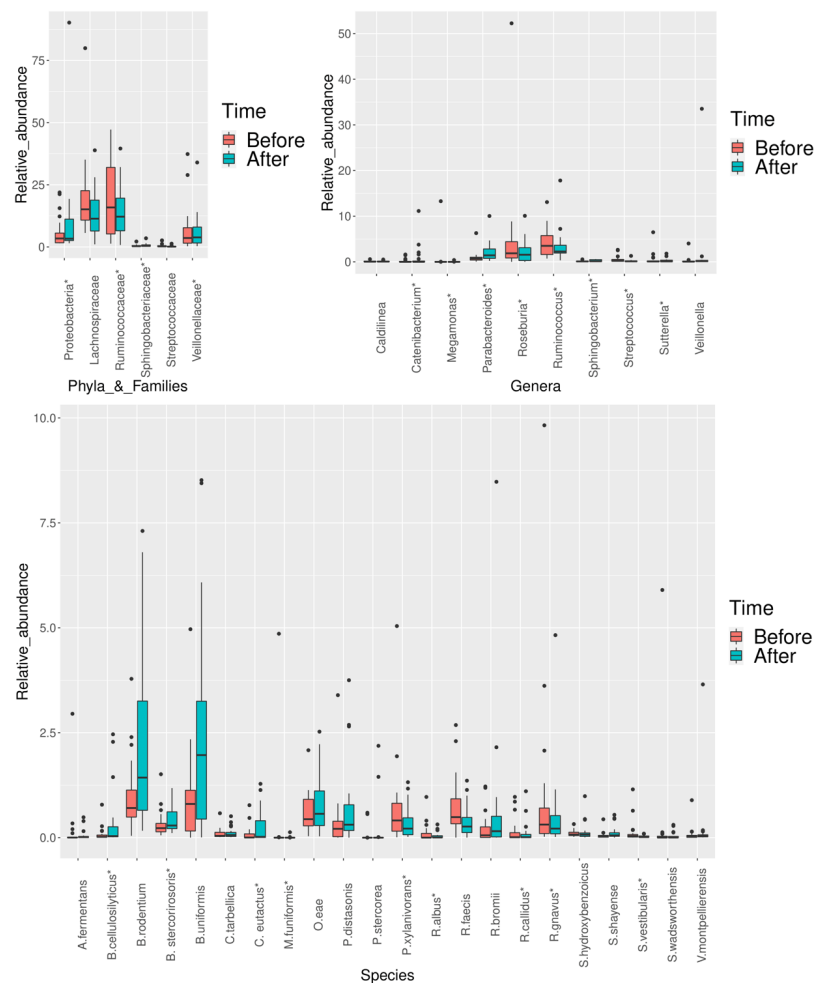 Relative_abundance
75
50
25
0
Proteobacteria*
Lachnospiraceae
Ruminococcaceae*
Sphingobacteriaceae*
Streptococcaceae
Veillonellaceae*
Phyla_&_Families
Time
Before
After
Relative_abundance
50
40
30
20
10
0
Caldilinea
Catenibacterium*
Megamonas*
Parabacteroides*
Roseburia*
Ruminococcus*
Sphingobacterium*
Streptococcus*
Sutterella*
Veillonella
Genera
Time
Before
After
Relative_abundance
10.0
7.5
5.0
2.5
0.0
A.fermentans
B.cellulosilyticus*
B.rodentium
B. stercorirosoris*
B.uniformis
C.tarbellica
C. eutactus*
M.funiformis*
O.eae
P.distasonis
P.stercorea
P.xylanivorans*
R.albus*
R.faecis
R.bromii
R.callidus*
R.gnavus*
S.hydroxybenzoicus
S.shayense
S.vestibularis*
S.wadsworthensis
V.montpellierensis
Species
Time
Before
After